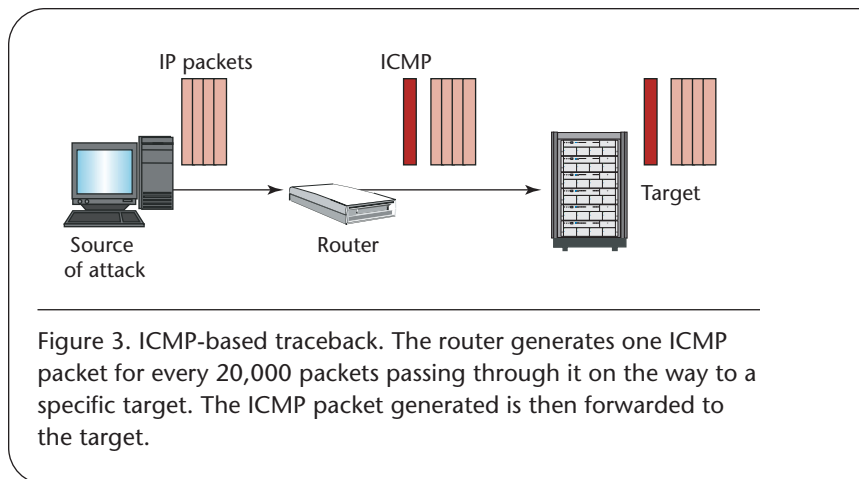 IP packets
ICMP
Target
Source
of attack
Router
Figure 3. ICMP-based traceback. The router generates one ICMP
packet for every 20,000 packets passing through it on the way to a
specific target. The ICMP packet generated is then forwarded to
the target.